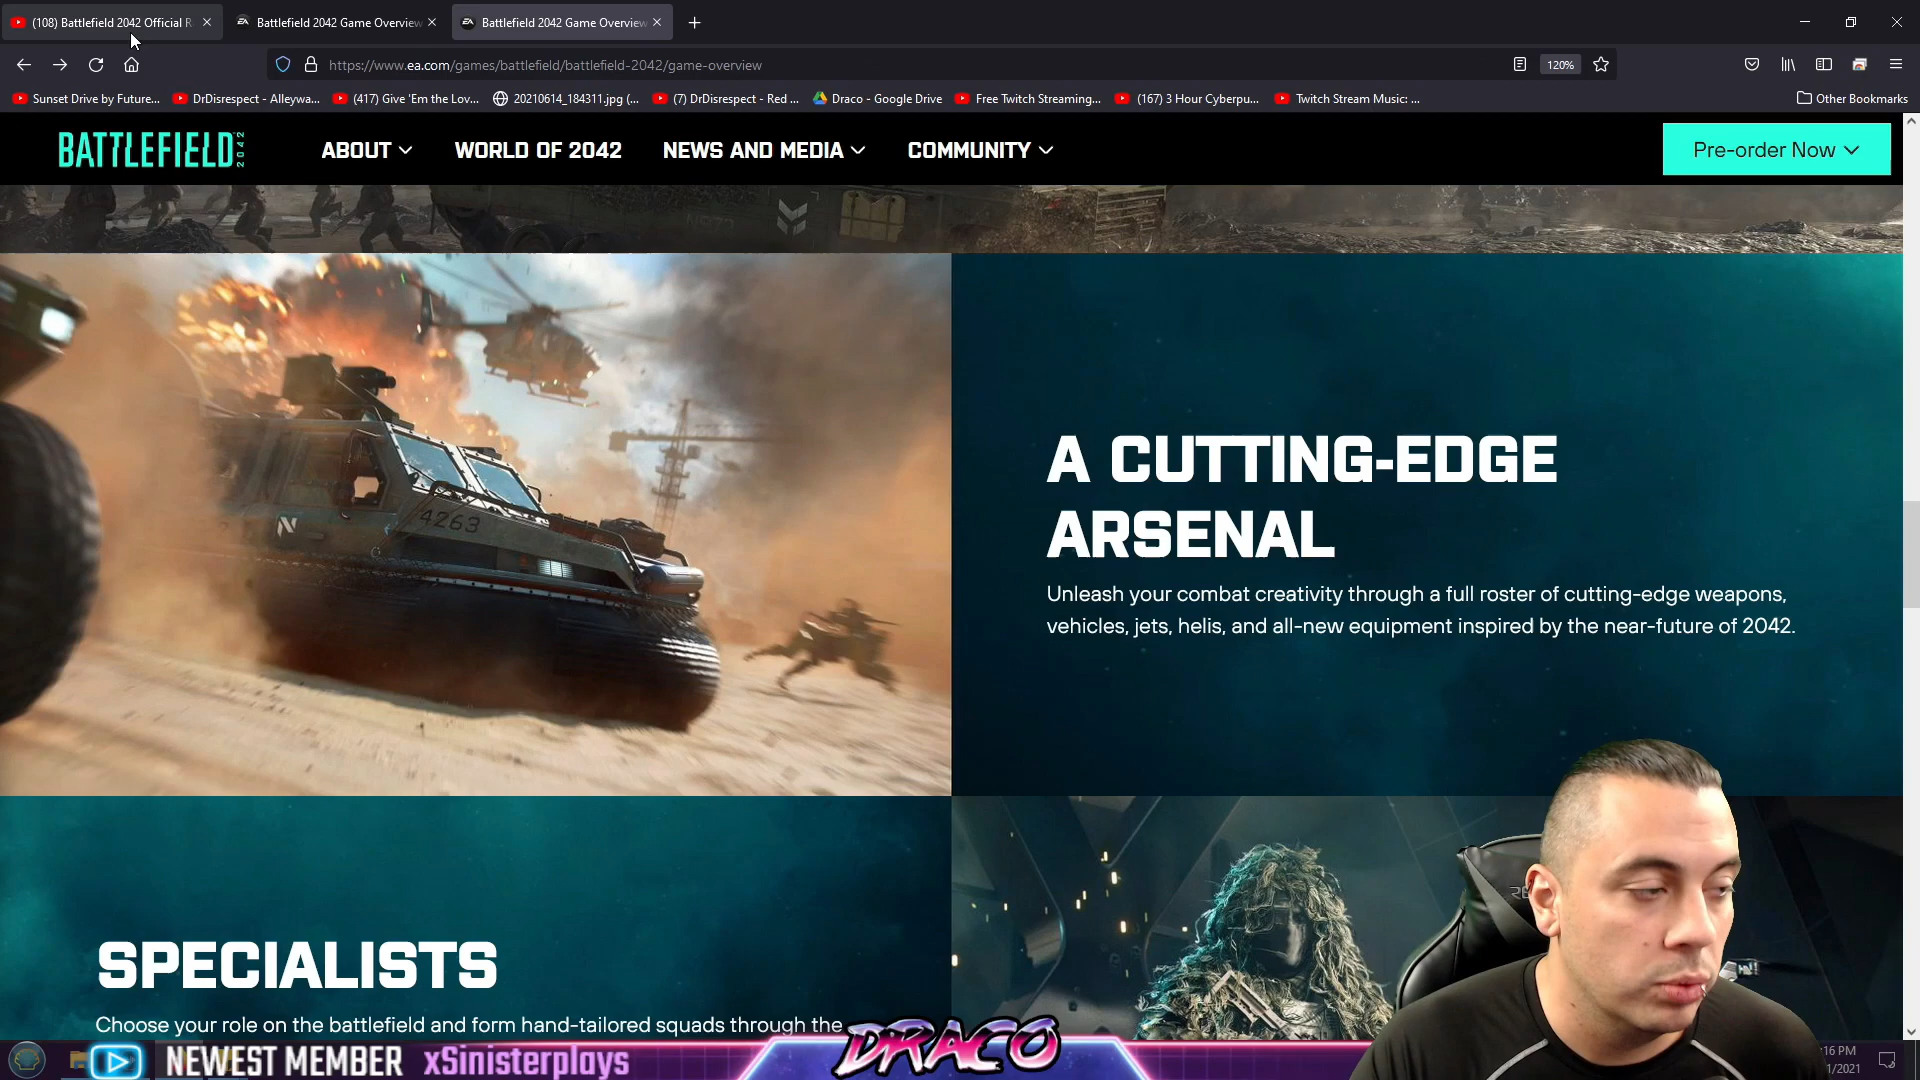 (108) Battlefield 2042 Official R
Battlefield 2042 Game Overview
Battlefield 2042 Game Overview
https://www.ea.com/games/battlefield/battlefield-2042/game-overview
120%
Sunset Drive by Future...
DrDisrespect - Alleywa...
(417) Give 'Em the Lov...
20210614_184311.jpg (...
(7) DrDisrespect - Red ...
Draco - Google Drive
Free Twitch Streaming...
(167) 3 Hour Cyberpu...
Twitch Stream Music: ...
Other Bookmarks
BATTLEFIELD 2042
ABOUT
WORLD OF 2042
NEWS AND MEDIA
COMMUNITY
Pre-order Now
4263
A CUTTING-EDGE
ARSENAL
Unleash your combat creativity through a full roster of cutting-edge weapons,
vehicles, jets, helis, and all-new equipment inspired by the near-future of 2042.
SPECIALISTS
Choose your role on the battlefield and form hand-tailored squads through the
NEWEST MEMBER xSinisterplays
DRACO
:16 PM
1/2021